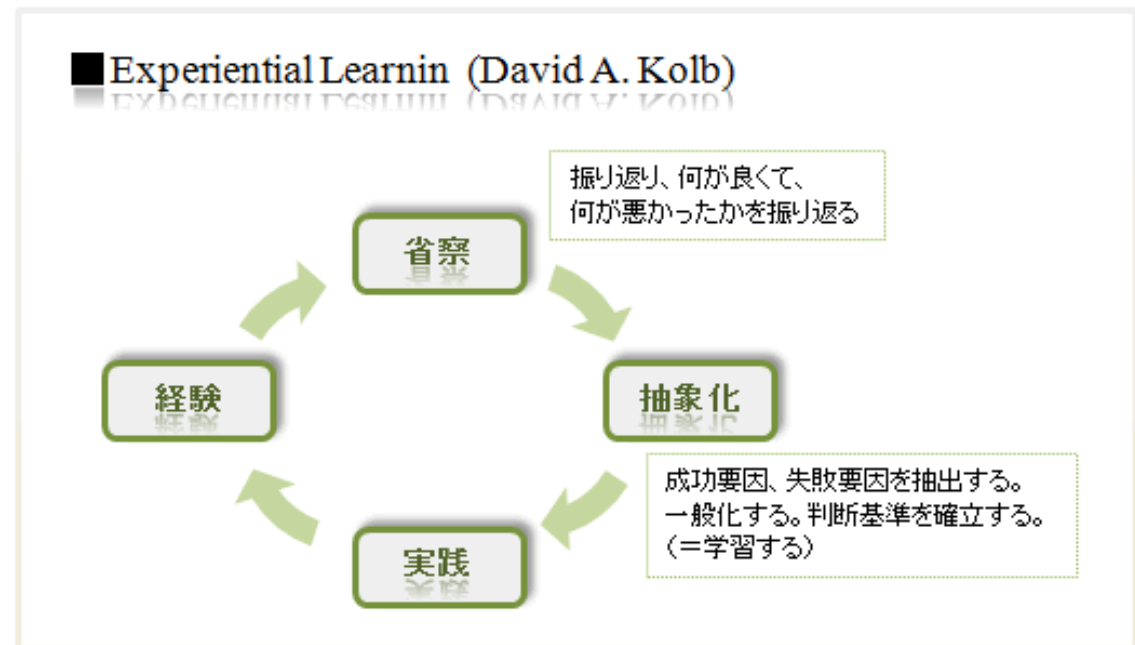 ■Experiential Learnin (David A. Kolb)
振り返り、何が良くて、
何が悪かったかを振り返る
省察
経験
抽象化
成功要因、失敗要因を抽出する。
一般化する。判断基準を確立する。
(=学習する)
実践